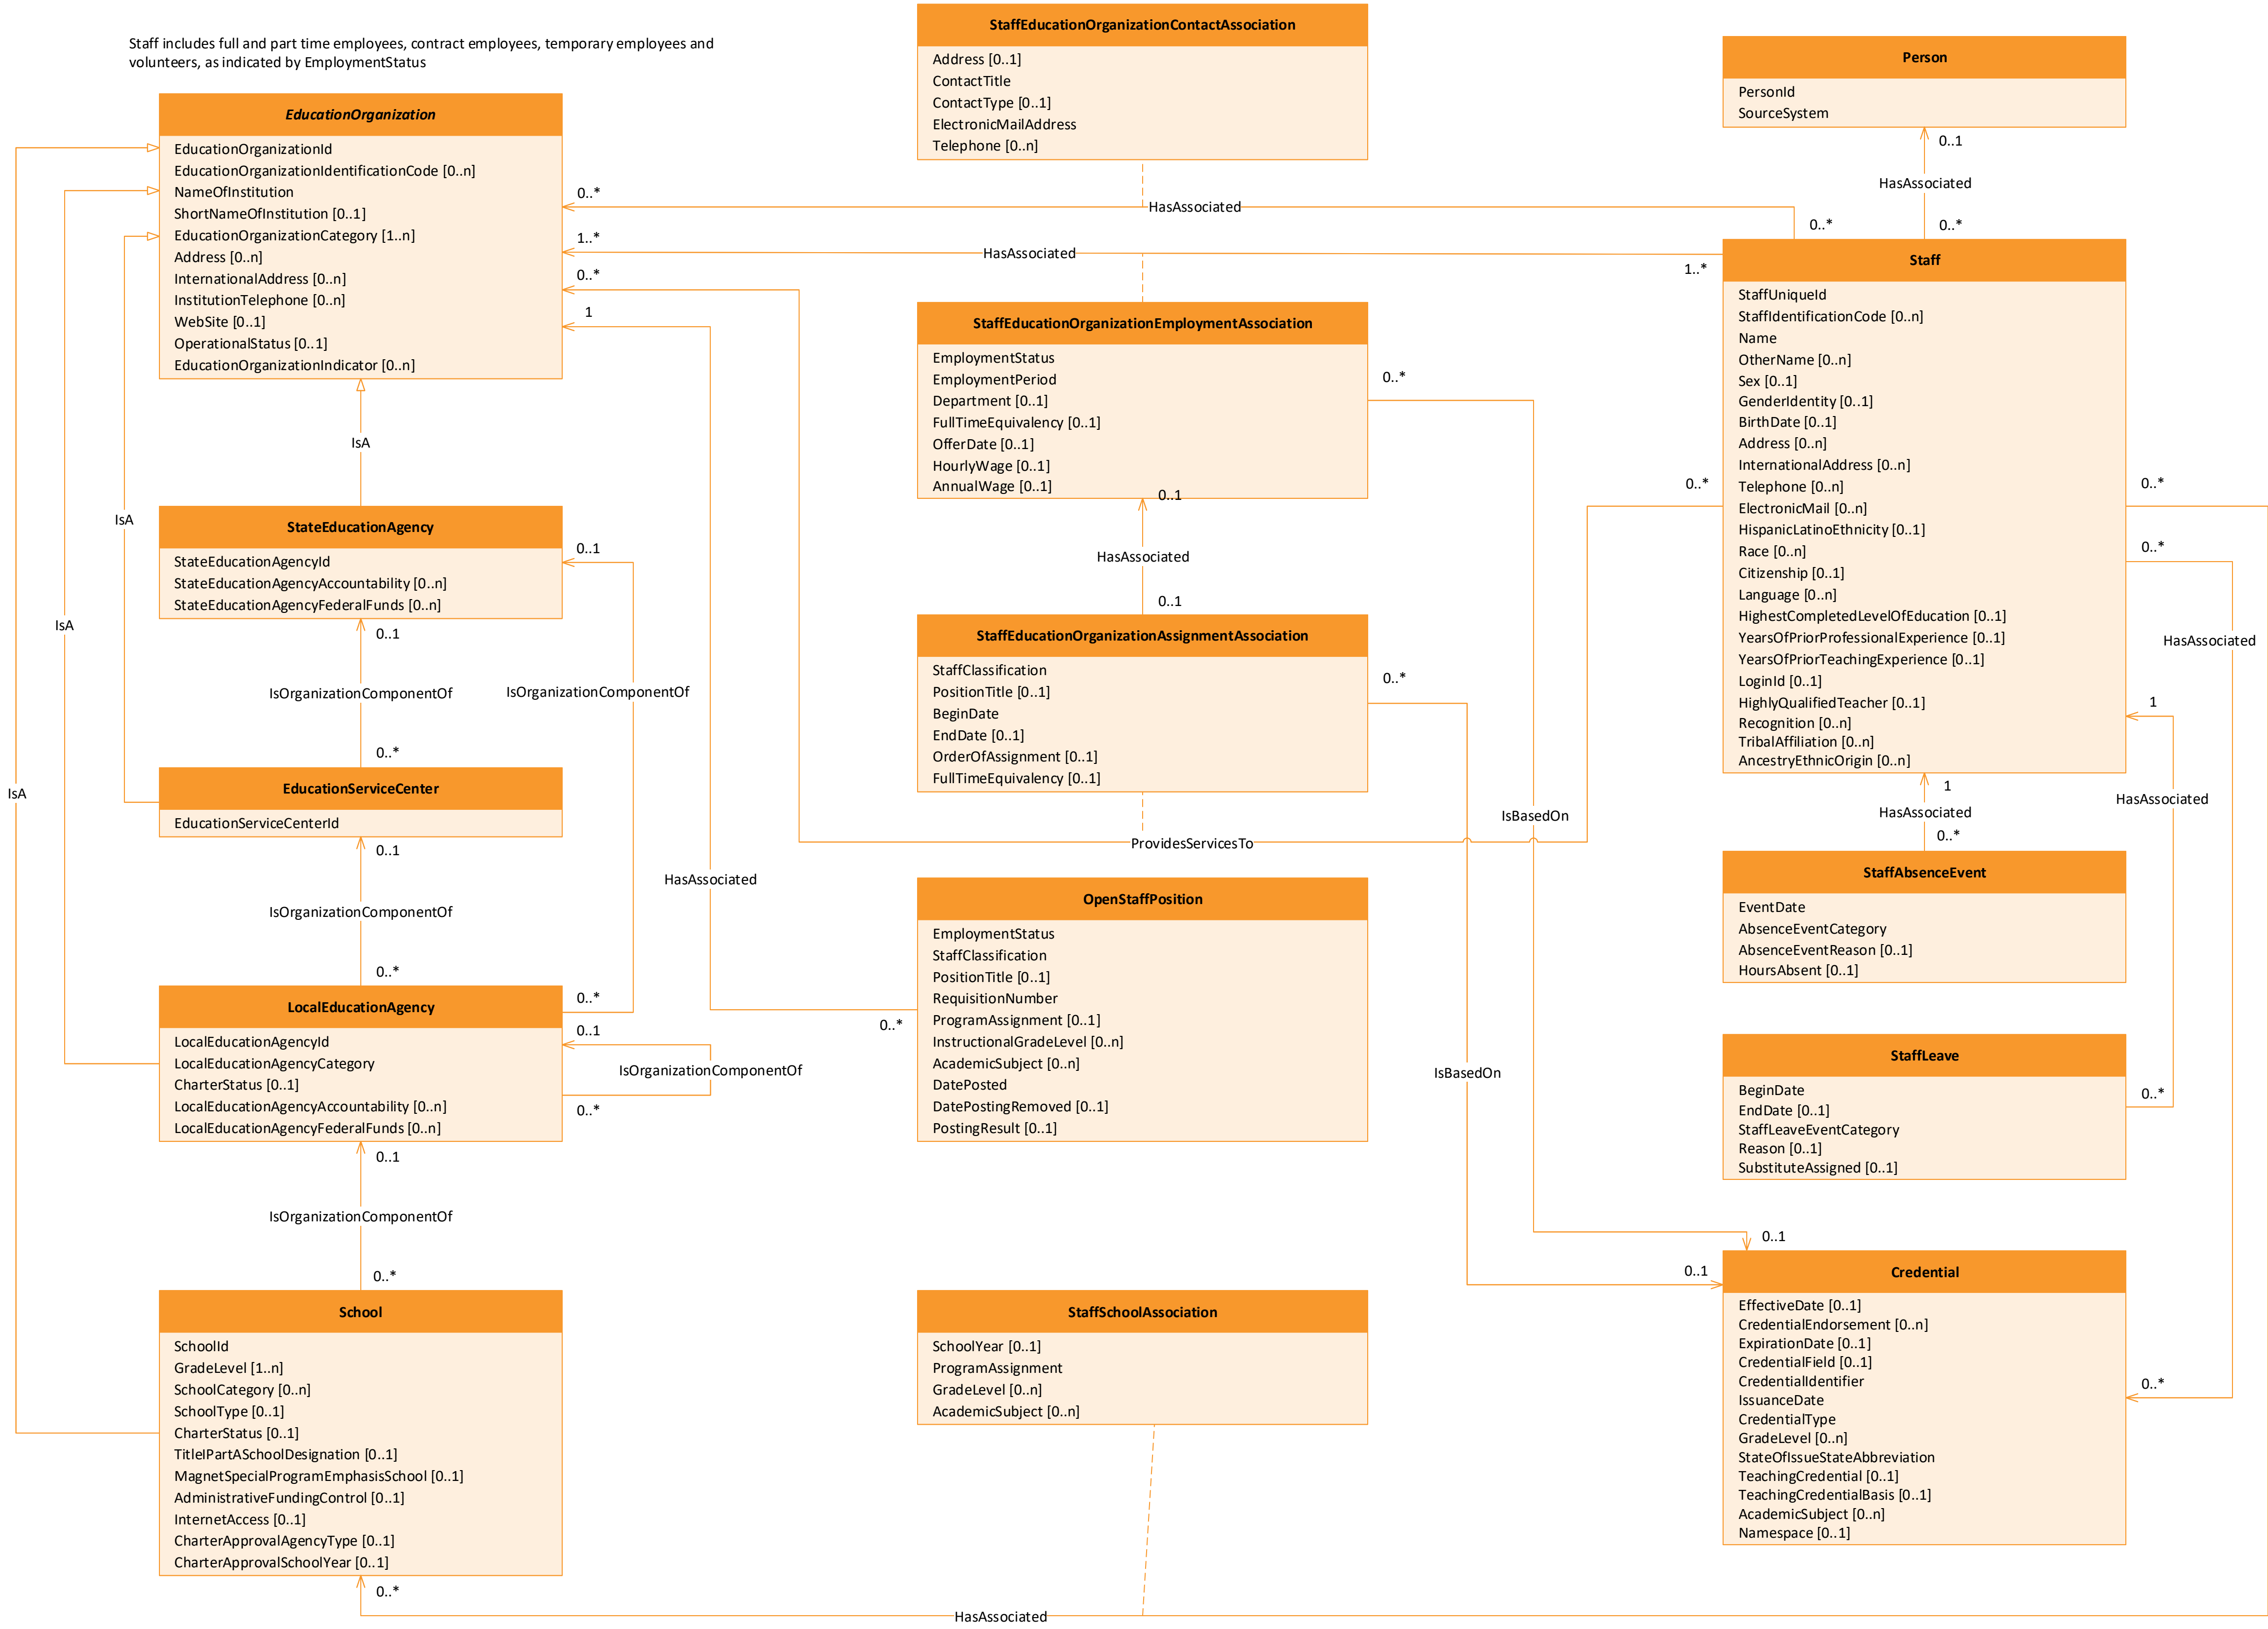 Staff includes full and part time employees, contract employees, temporary employees and
volunteers, as indicated by EmploymentStatus
EducationOrganization
EducationOrganizationId
EducationOrganizationIdentificationCode [0..n]
NameOfInstitution
ShortNameOfInstitution [0..1]
EducationOrganizationCategory [1..n]
Address [0..n]
InternationalAddress [0..n]
InstitutionTelephone [0..n]
WebSite [0..1]
OperationalStatus [0..1]
EducationOrganizationIndicator [0..n]
IsA
IsA
IsA
IsA
StateEducationAgency
StateEducationAgencyId
StateEducationAgencyAccountability [0..n]
StateEducationAgencyFederalFunds [0..n]
0..1
0..1
IsOrganizationComponentOf
IsOrganizationComponentOf
0..*
EducationServiceCenter
EducationServiceCenterId
0..1
IsOrganizationComponentOf
0..*
LocalEducationAgency
LocalEducationAgencyId
LocalEducationAgencyCategory
CharterStatus [0..1]
LocalEducationAgencyAccountability [0..n]
LocalEducationAgencyFederalFunds [0..n]
0..*
0..1
IsOrganizationComponentOf
0..*
0..1
IsOrganizationComponentOf
0..*
School
SchoolId
GradeLevel [1..n]
SchoolCategory [0..n]
SchoolType [0..1]
CharterStatus [0..1]
TitleIPartASchoolDesignation [0..1]
MagnetSpecialProgramEmphasisSchool [0..1]
AdministrativeFundingControl [0..1]
InternetAccess [0..1]
CharterApprovalAgencyType [0..1]
CharterApprovalSchoolYear [0..1]
0..*
StaffEducationOrganizationContactAssociation
Address [0..1]
ContactTitle
ContactType [0..1]
ElectronicMailAddress
Telephone [0..n]
0..*
HasAssociated
0..*
1..*
HasAssociated
1..*
0..*
1
StaffEducationOrganizationEmploymentAssociation
EmploymentStatus
EmploymentPeriod
Department [0..1]
FullTimeEquivalency [0..1]
OfferDate [0..1]
HourlyWage [0..1]
AnnualWage [0..1]
0..*
0..1
HasAssociated
0..1
StaffEducationOrganizationAssignmentAssociation
StaffClassification
PositionTitle [0..1]
BeginDate
EndDate [0..1]
OrderOfAssignment [0..1]
FullTimeEquivalency [0..1]
0..*
IsBasedOn
ProvidesServicesTo
0..*
HasAssociated
OpenStaffPosition
EmploymentStatus
StaffClassification
PositionTitle [0..1]
RequisitionNumber
ProgramAssignment [0..1]
InstructionalGradeLevel [0..n]
AcademicSubject [0..n]
DatePosted
DatePostingRemoved [0..1]
PostingResult [0..1]
0..*
IsBasedOn
StaffSchoolAssociation
SchoolYear [0..1]
ProgramAssignment
GradeLevel [0..n]
AcademicSubject [0..n]
HasAssociated
Person
PersonId
SourceSystem
0..1
HasAssociated
0..*
Staff
StaffUniqueId
StaffIdentificationCode [0..n]
Name
OtherName [0..n]
Sex [0..1]
GenderIdentity [0..1]
BirthDate [0..1]
Address [0..n]
InternationalAddress [0..n]
Telephone [0..n]
ElectronicMail [0..n]
HispanicLatinoEthnicity [0..1]
Race [0..n]
Citizenship [0..1]
Language [0..n]
HighestCompletedLevelOfEducation [0..1]
YearsOfPriorProfessionalExperience [0..1]
YearsOfPriorTeachingExperience [0..1]
LoginId [0..1]
HighlyQualifiedTeacher [0..1]
Recognition [0..n]
TribalAffiliation [0..n]
AncestryEthnicOrigin [0..n]
0..*
0..*
HasAssociated
1
1
HasAssociated
HasAssociated
0..*
StaffAbsenceEvent
EventDate
AbsenceEventCategory
AbsenceEventReason [0..1]
HoursAbsent [0..1]
StaffLeave
BeginDate
EndDate [0..1]
StaffLeaveEventCategory
Reason [0..1]
SubstituteAssigned [0..1]
0..*
0..1
0..1
Credential
EffectiveDate [0..1]
CredentialEndorsement [0..n]
ExpirationDate [0..1]
CredentialField [0..1]
CredentialIdentifier
IssuanceDate
CredentialType
GradeLevel [0..n]
StateOfIssueStateAbbreviation
TeachingCredential [0..1]
TeachingCredentialBasis [0..1]
AcademicSubject [0..n]
Namespace [0..1]
0..*